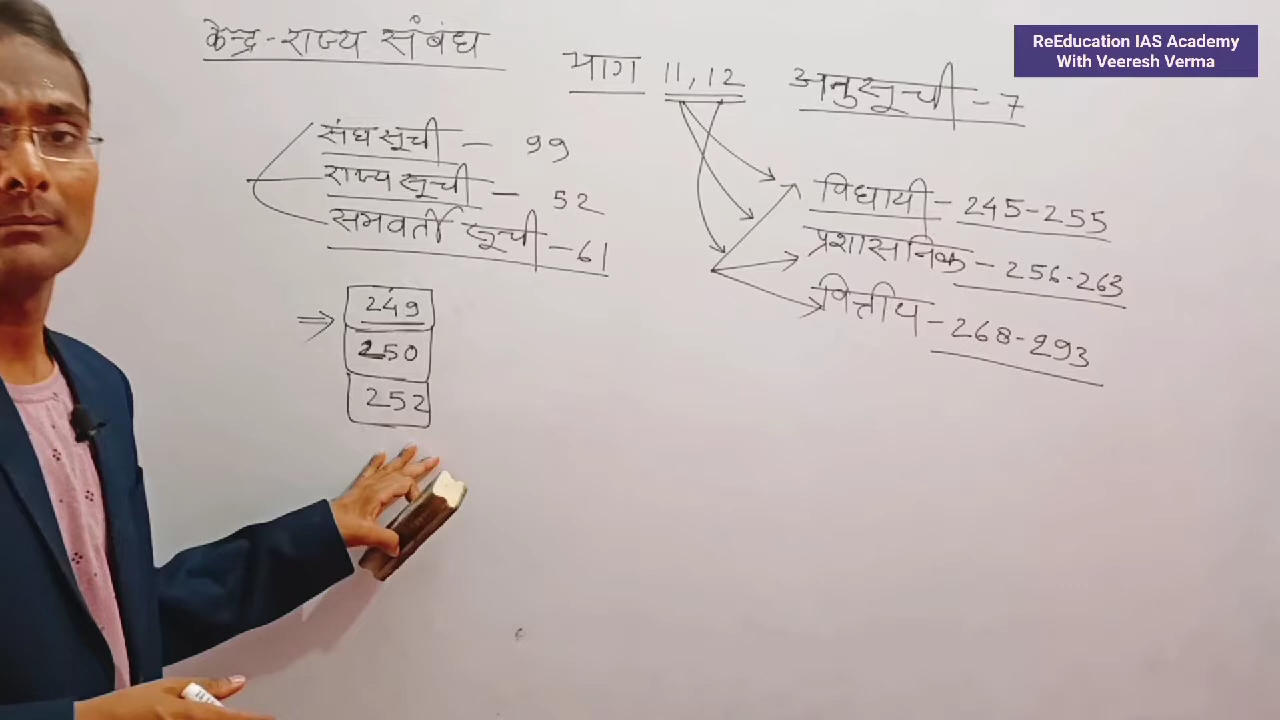 केन्द्र-राज्य संबंध
भाग 11,12 अनुसूची-7
ReEducation IAS Academy
With Veeresh Verma
संघ सूची - 99
राज्य सूची - 52
समवर्ती सूची - 61
विधायी - 245-255
प्रशासनिक - 256-263
वित्तीय - 268-293
249
250
252